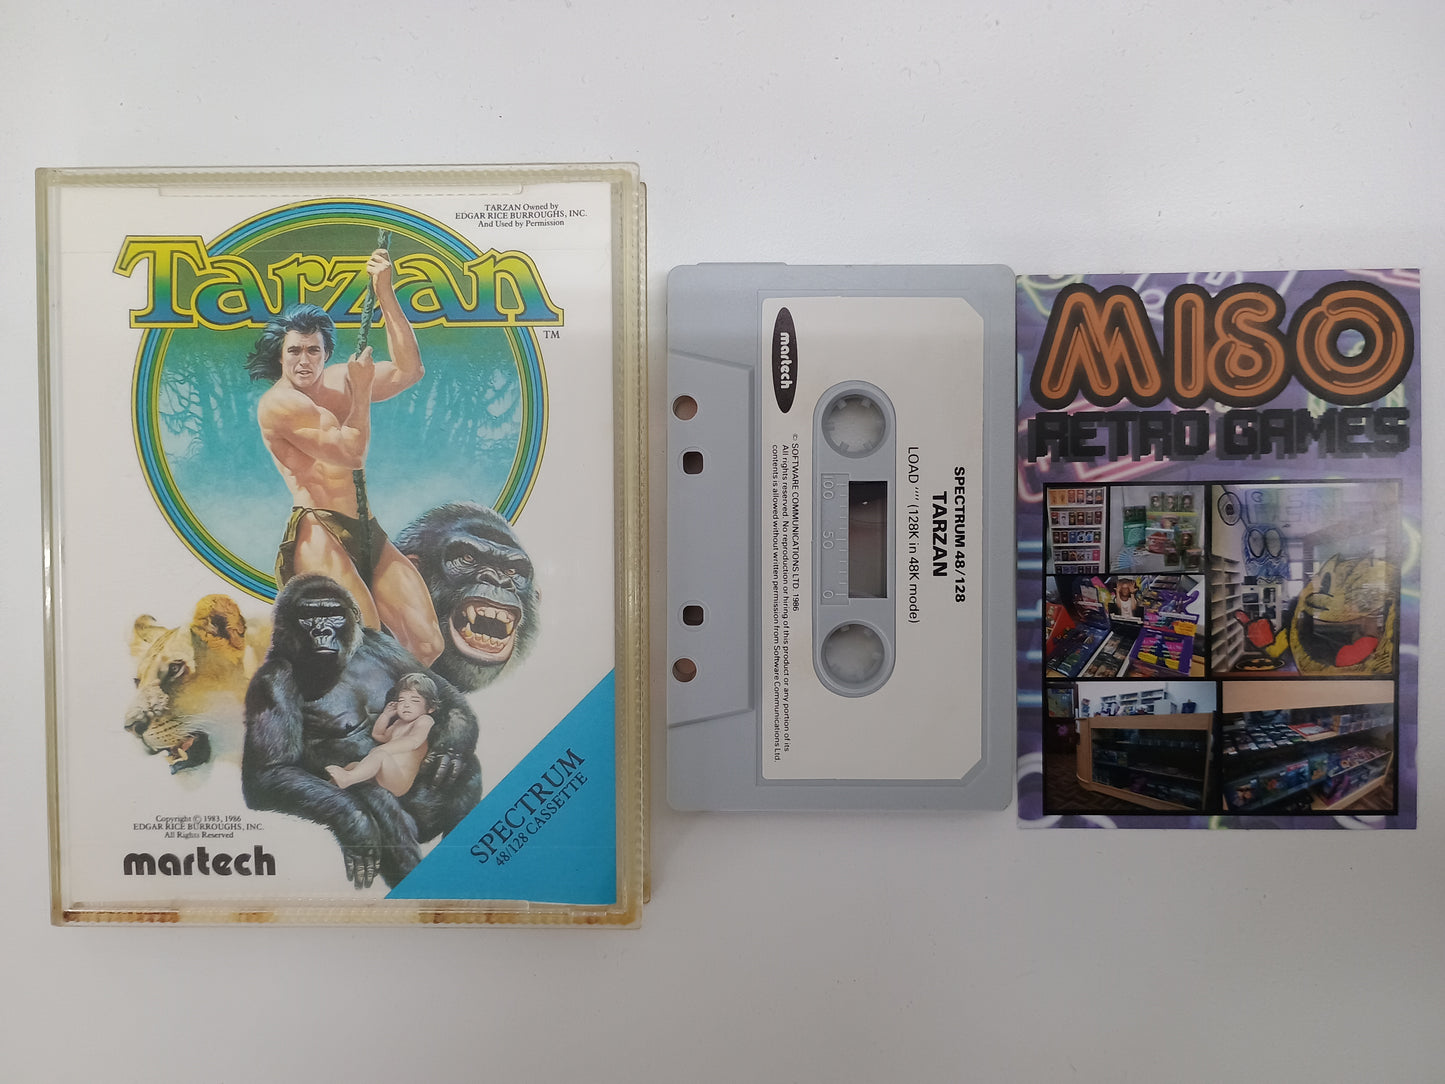 TARZAN Owned by
EDGAR RICE BURROUGHS, INC.
And Used by Permission
Tarzan
TM
Copyright © 1983, 1986
EDGAR RICE BURROUGHS, INC.
All Rights Reserved
martech
SPECTRUM
48/128 CASSETTE
martech
SPECTRUM 48/128
TARZAN
LOAD "" (128K in 48K mode)
100 50 0
© SOFTWARE COMMUNICATIONS LTD. 1986
All rights reserved. No reproduction or hiring of this product or any portion of its
contents is allowed without written permission from Software Communications Ltd.
MISO
RETRO GAMES